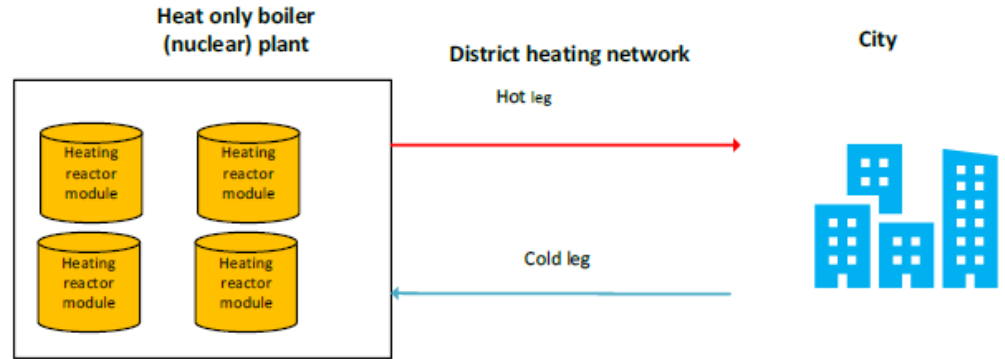 Heat only boiler
(nuclear) plant
District heating network
City
Hot leg
Heating
reactor
module
Heating
reactor
module
Cold leg
Heating
reactor
module
Heating
reactor
module